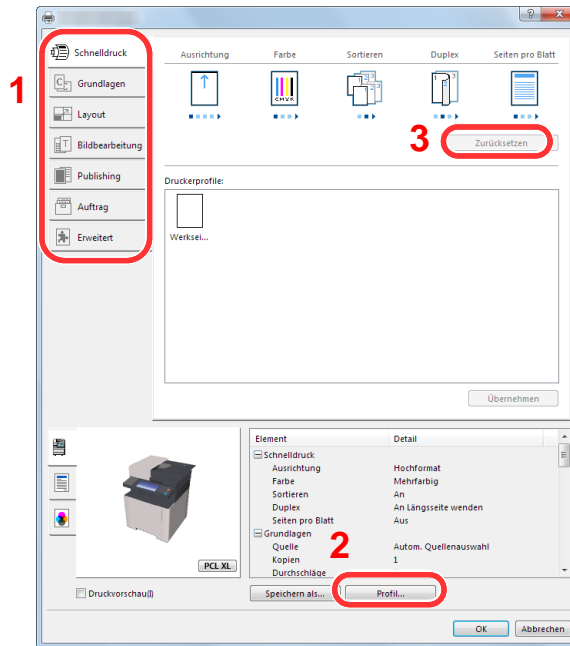 Schnelldruck
Ausrichtung Farbe Sortieren Duplex Seiten pro Blatt
CMYK
1
Grundlagen
Layout
Bildbearbeitung
Publishing
Auftrag
Erweitert
3
Zurücksetzen
Druckerprofile:
Werksei...
Übernehmen
Element Detail
Schnelldruck
Ausrichtung Hochformat
Farbe Mehrfarbig
Sortieren An
Duplex An Längsseite wenden
Seiten pro Blatt Aus
Grundlagen
Quelle Autom. Quellenauswahl
Kopien 1
Durchschläge
PCL XL
2
Druckvorschau(l)
Speichern als...
Profil...
OK
Abbrechen